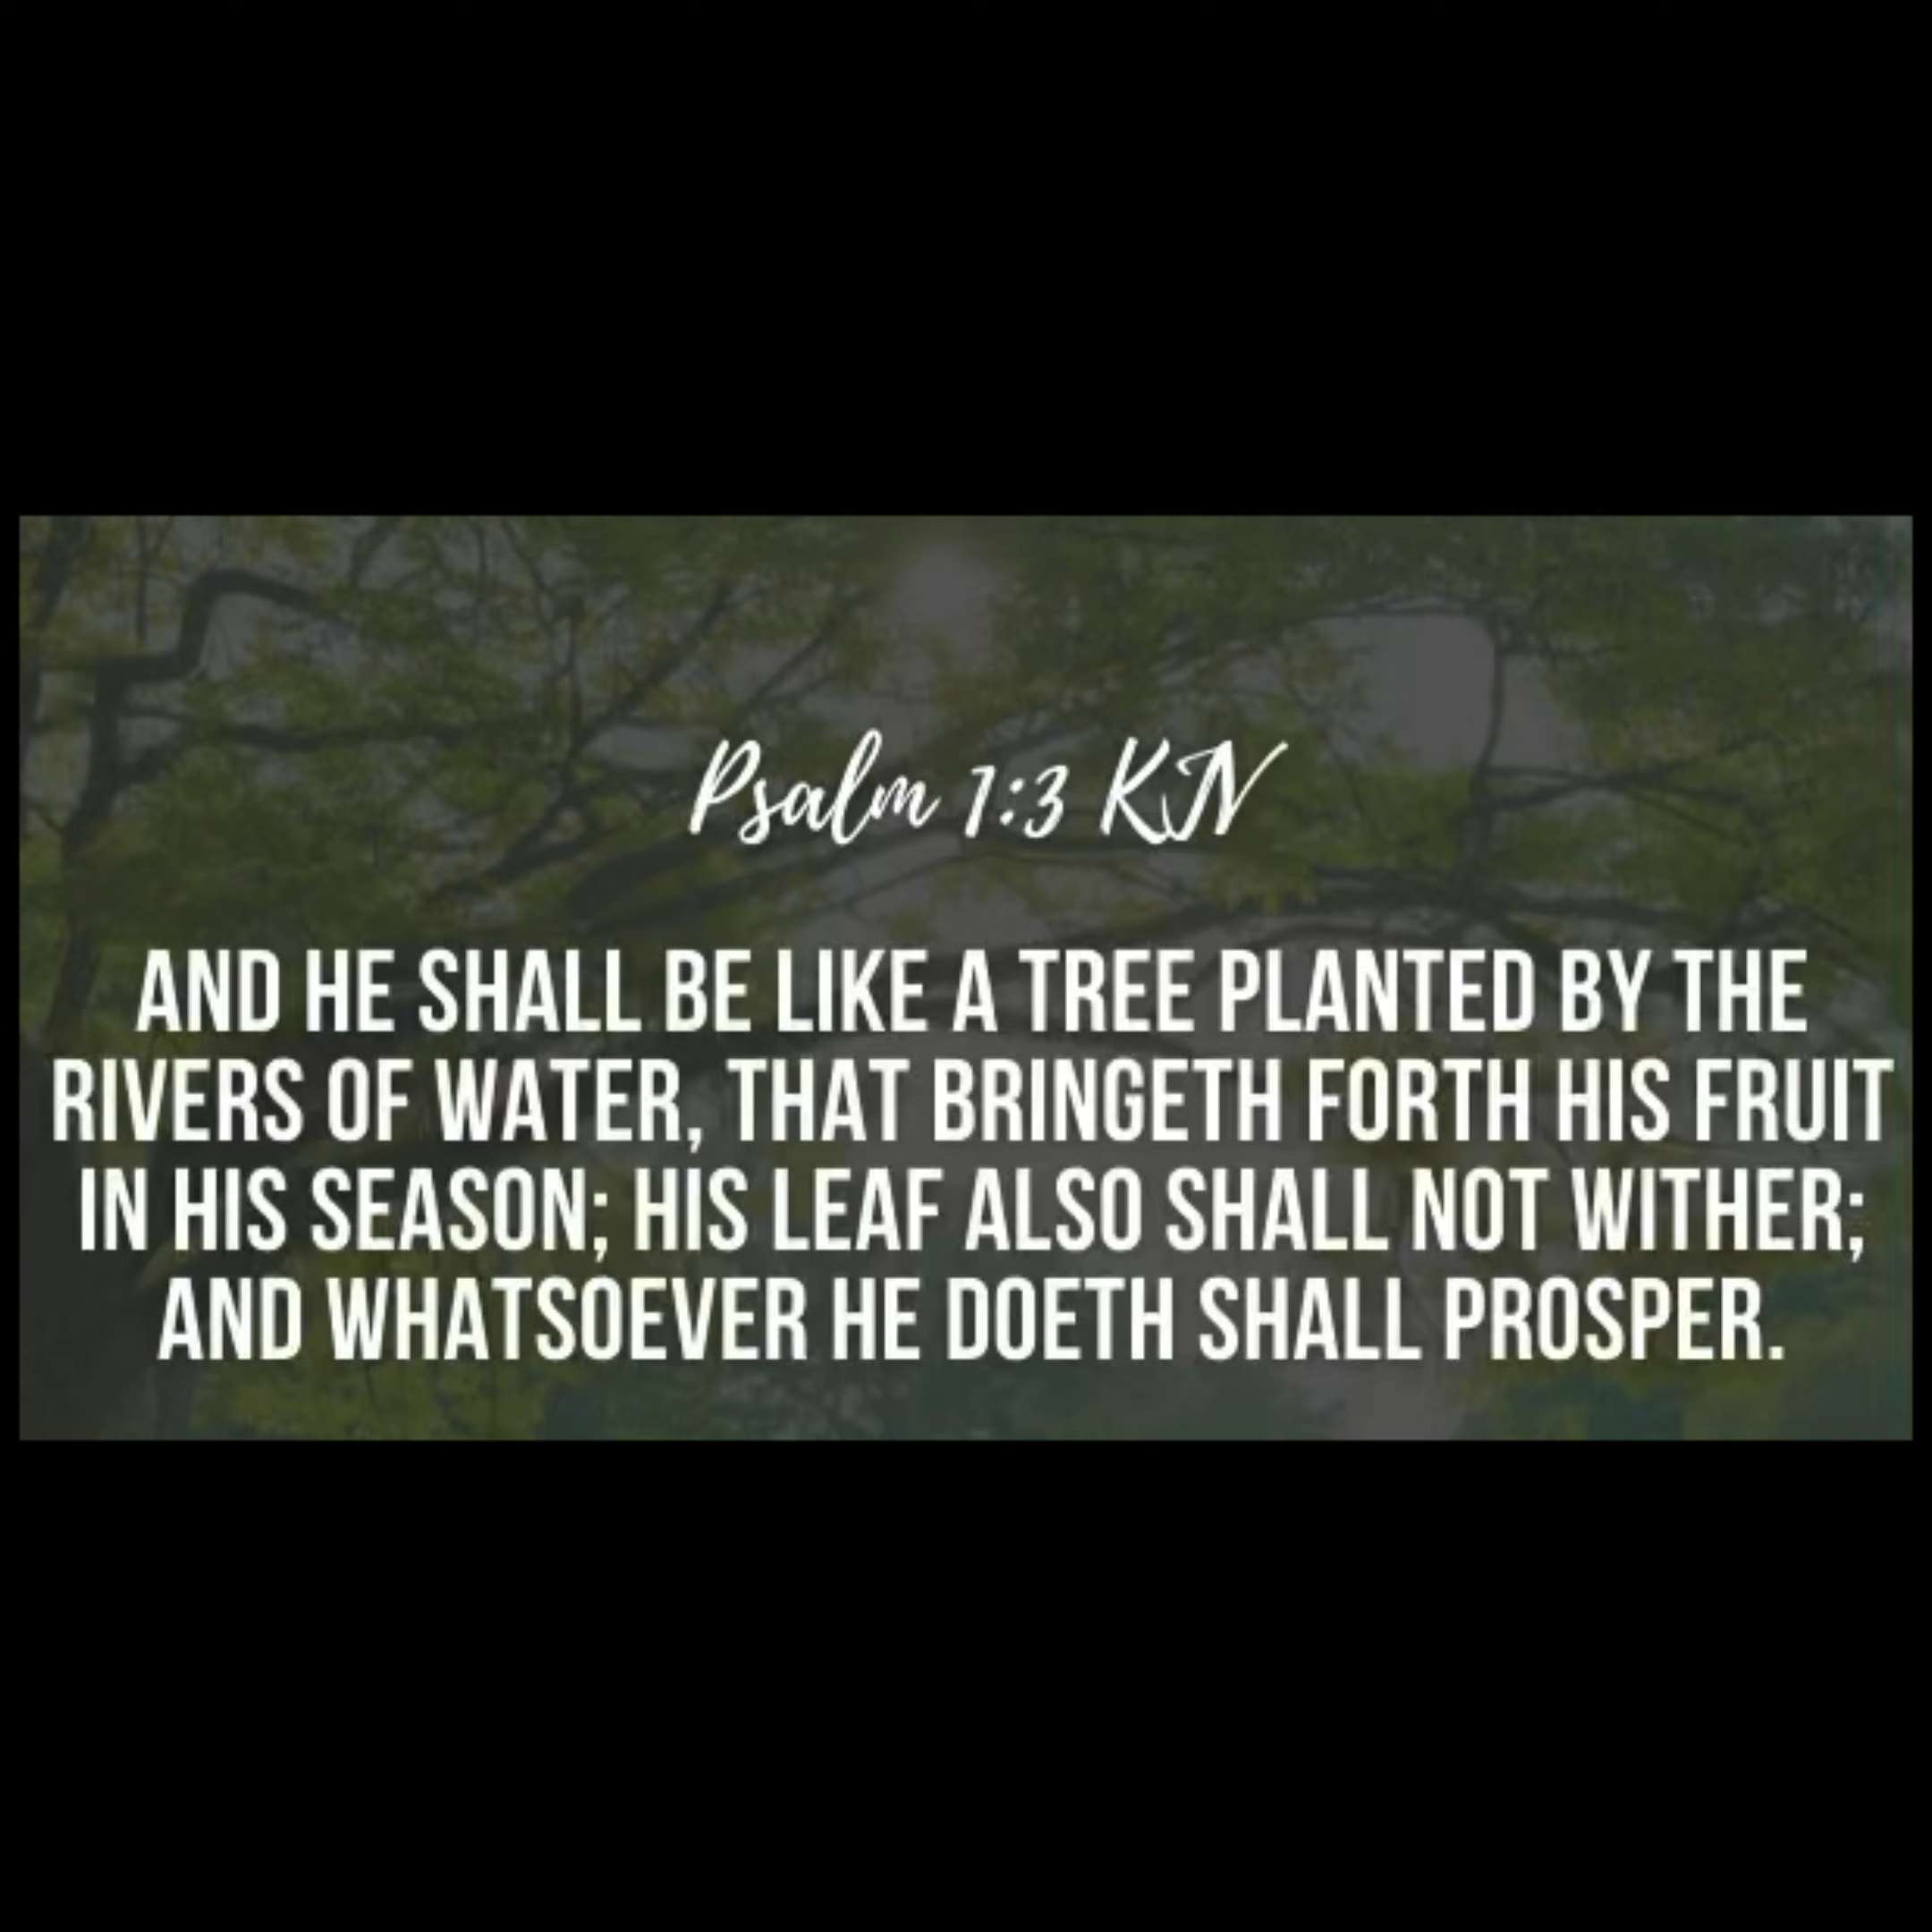 Psalm 1:3 KJV
AND HE SHALL BE LIKE A TREE PLANTED BY THE
RIVERS OF WATER, THAT BRINGETH FORTH HIS FRUIT
IN HIS SEASON; HIS LEAF ALSO SHALL NOT WITHER;
AND WHATSOEVER HE DOETH SHALL PROSPER.